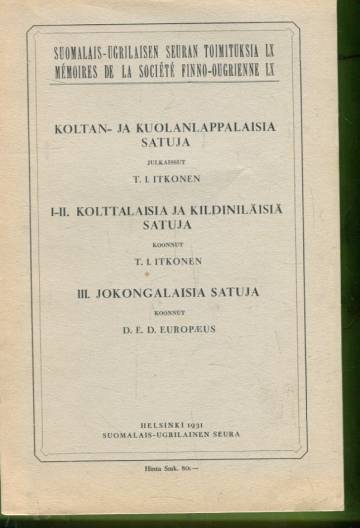 SUOMALAIS-UGRILAISEN SEURAN TOIMITUKSIA LX
MÉMOIRES DE LA SOCIÉTÉ FINNO-OUGRIENNE LX
KOLTAN- JA KUOLANLAPPALAISIA
SATUJA
JULKAISSUT
T. I. ITKONEN
I-II. KOLTTALAISIA JA KILDINILÄISIÄ
SATUJA
KOONNUT
T. I. ITKONEN
III. JOKONGALAISIA SATUJA
KOONNUT
D. E. D. EUROPÆUS
HELSINKI 1931
SUOMALAIS-UGRILAINEN SEURA
Hinta Smk. 80:—